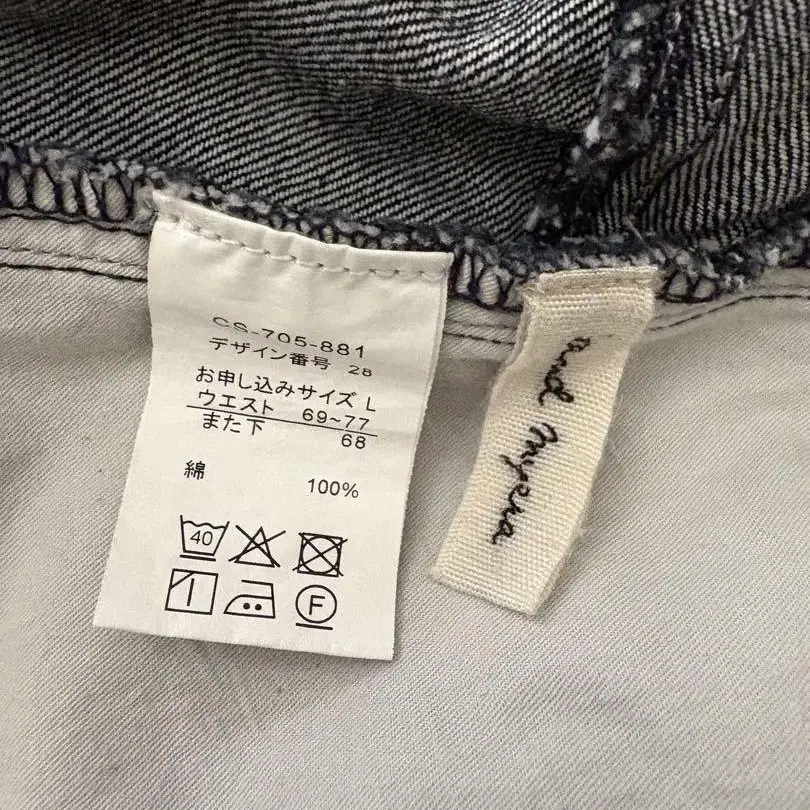 CS-705-881
デザイン番号 28
お申し込みサイズ L
ウエスト 69~77
また下 68
綿 100%
40
F